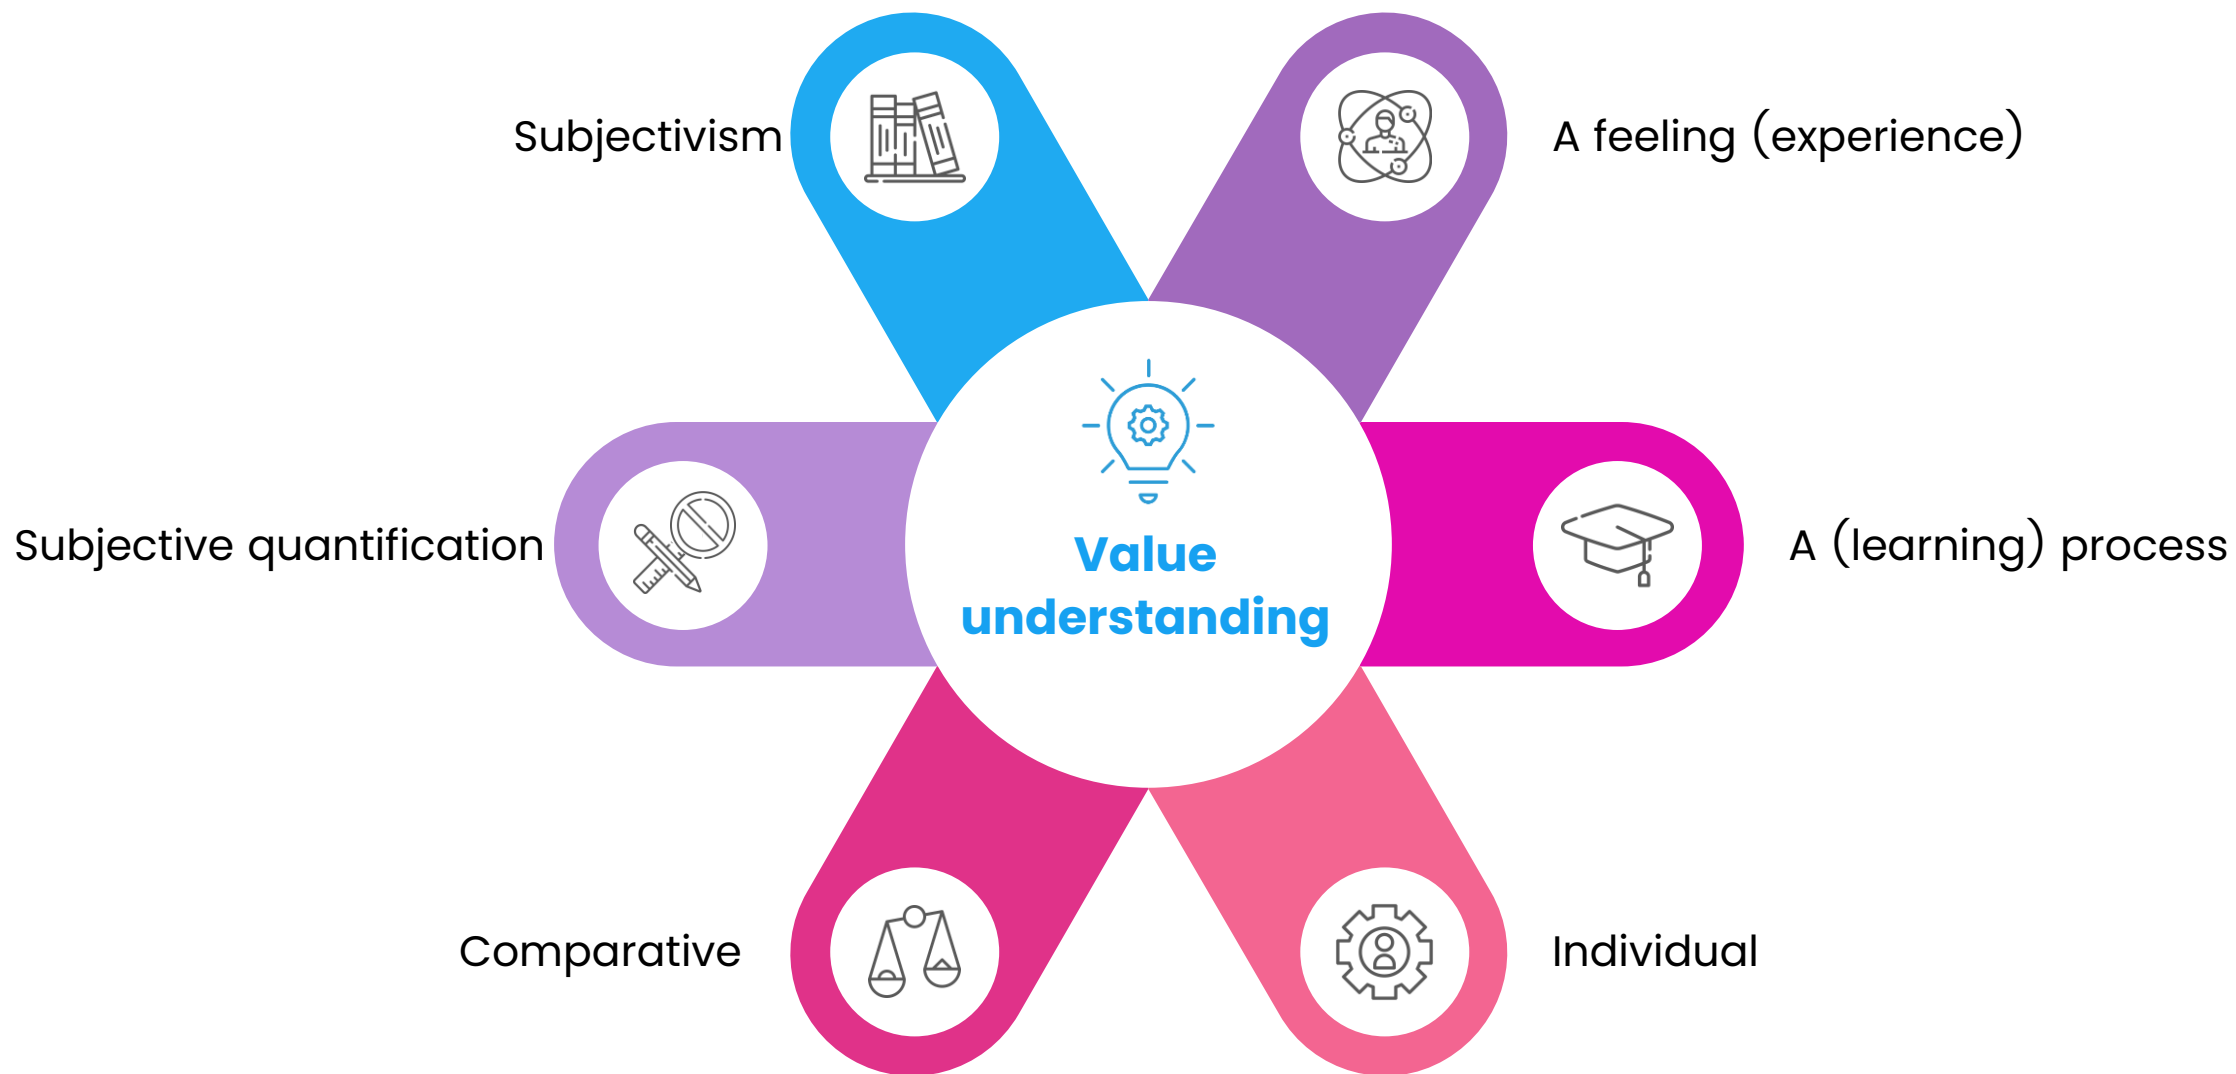 Subjectivism
A feeling (experience)
Subjective quantification
Value
understanding
A (learning) process
Comparative
Individual